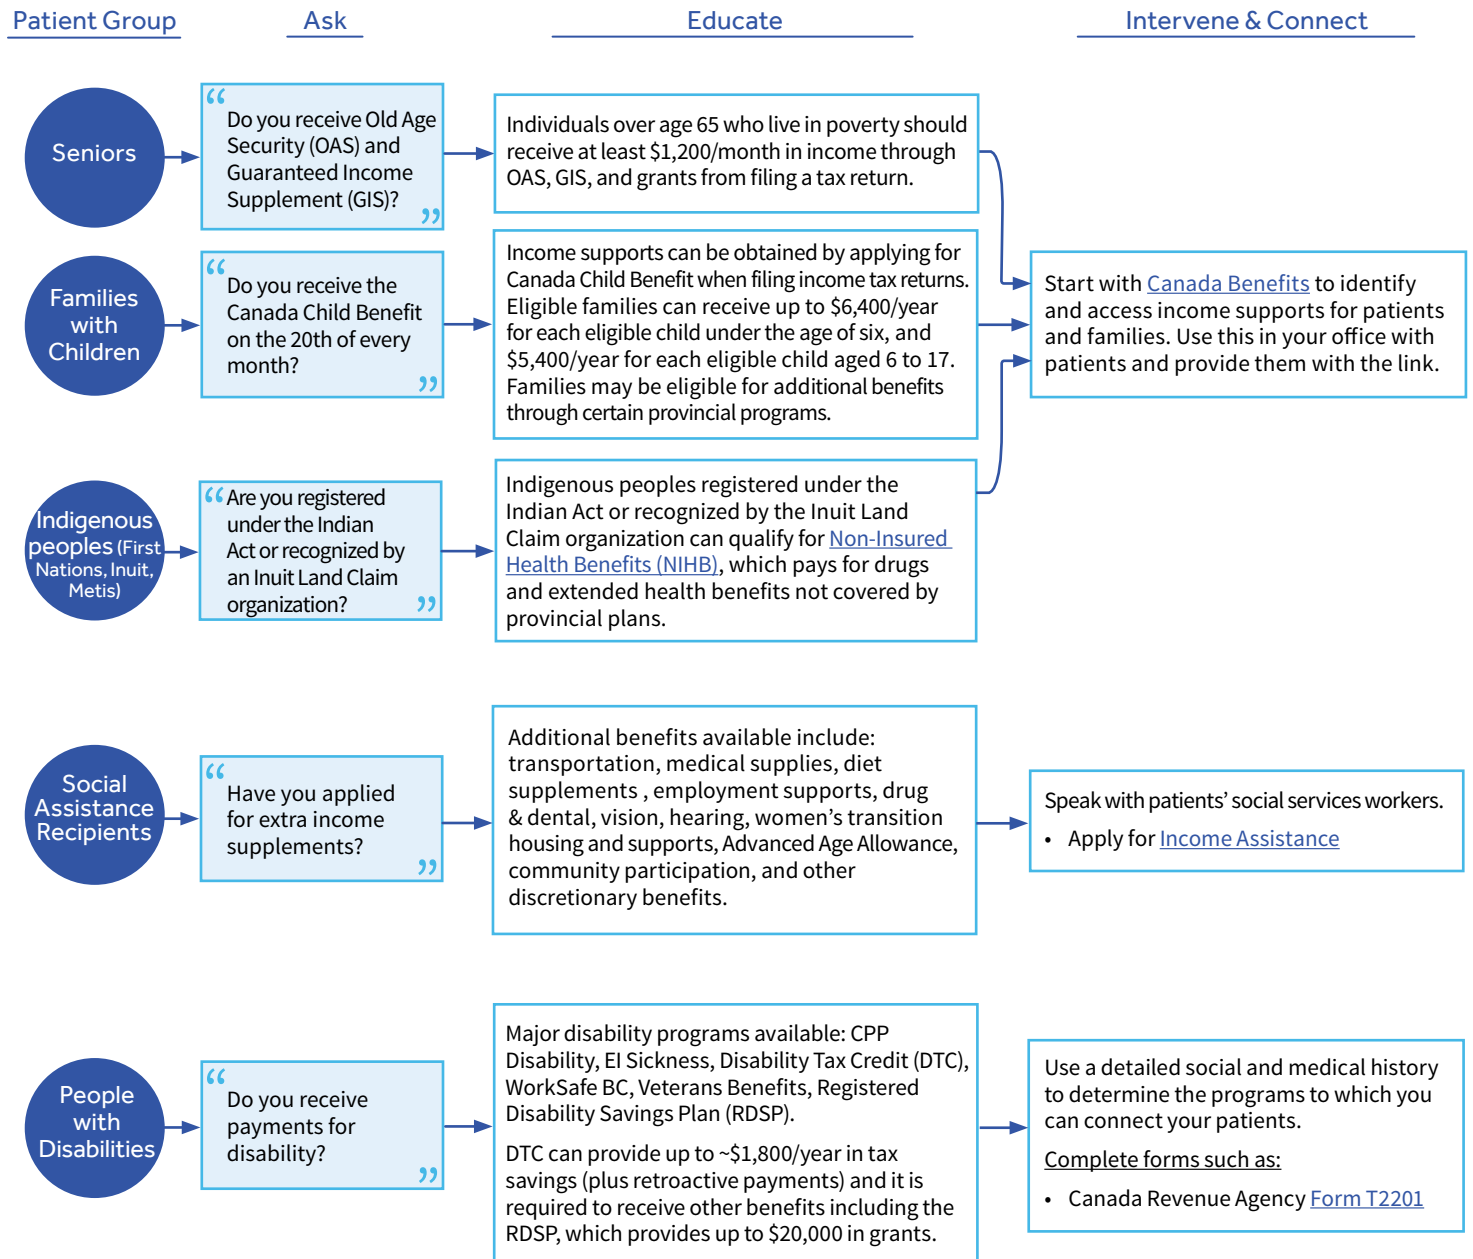 Patient Group
Ask
Educate
Intervene & Connect
Seniors
“
Do you receive Old Age
Security (OAS) and
Guaranteed Income
Supplement (GIS)?
”
Individuals over age 65 who live in poverty should
receive at least $1,200/month in income through
OAS, GIS, and grants from filing a tax return.
Families
with
Children
“
Do you receive the
Canada Child Benefit
on the 20th of every
month?
”
Income supports can be obtained by applying for
Canada Child Benefit when filing income tax returns.
Eligible families can receive up to $6,400/year
for each eligible child under the age of six, and
$5,400/year for each eligible child aged 6 to 17.
Families may be eligible for additional benefits
through certain provincial programs.
Start with Canada Benefits to identify
and access income supports for patients
and families. Use this in your office with
patients and provide them with the link.
Indigenous
peoples (First
Nations, Inuit,
Metis)
“Are you registered
under the Indian
Act or recognized by
an Inuit Land Claim
organization? ”
Indigenous peoples registered under the
Indian Act or recognized by the Inuit Land
Claim organization can qualify for Non-Insured
Health Benefits (NIHB), which pays for drugs
and extended health benefits not covered by
provincial plans.
Social
Assistance
Recipients
“
Have you applied
for extra income
supplements?
”
Additional benefits available include:
transportation, medical supplies, diet
supplements , employment supports, drug
& dental, vision, hearing, women’s transition
housing and supports, Advanced Age Allowance,
community participation, and other
discretionary benefits.
Speak with patients’ social services workers.
• Apply for Income Assistance
People
with
Disabilities
“
Do you receive
payments for
disability?
”
Major disability programs available: CPP
Disability, EI Sickness, Disability Tax Credit (DTC),
WorkSafe BC, Veterans Benefits, Registered
Disability Savings Plan (RDSP).
DTC can provide up to ~$1,800/year in tax
savings (plus retroactive payments) and it is
required to receive other benefits including the
RDSP, which provides up to $20,000 in grants.
Use a detailed social and medical history
to determine the programs to which you
can connect your patients.
Complete forms such as:
• Canada Revenue Agency Form T2201